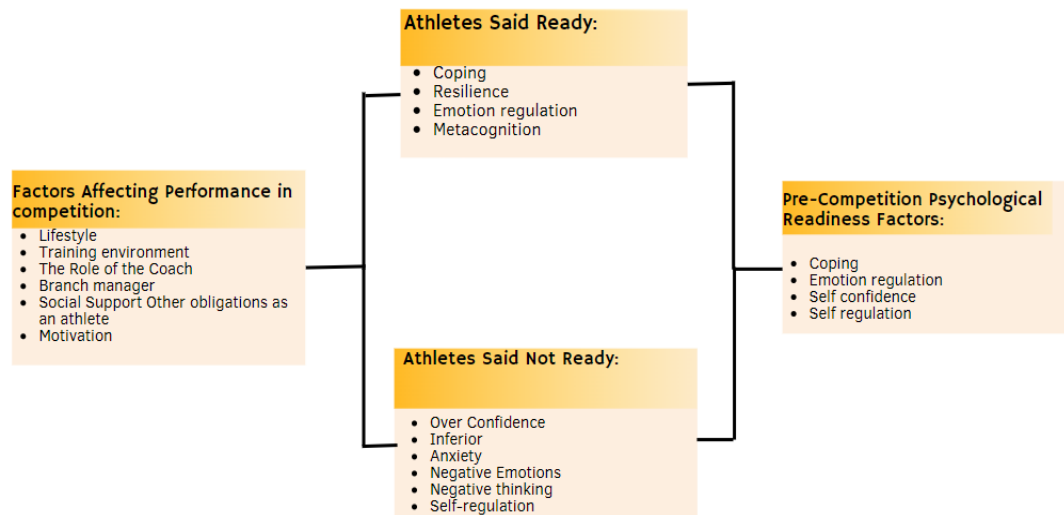 Athletes Said Ready:
• Coping
• Resilience
• Emotion regulation
• Metacognition
Factors Affecting Performance in
competition:
• Lifestyle
• Training environment
• The Role of the Coach
• Branch manager
• Social Support Other obligations as
an athlete
• Motivation
Pre-Competition Psychological
Readiness Factors:
• Coping
• Emotion regulation
• Self confidence
• Self regulation
Athletes Said Not Ready:
• Over Confidence
• Inferior
• Anxiety
• Negative Emotions
• Negative thinking
• Self-regulation